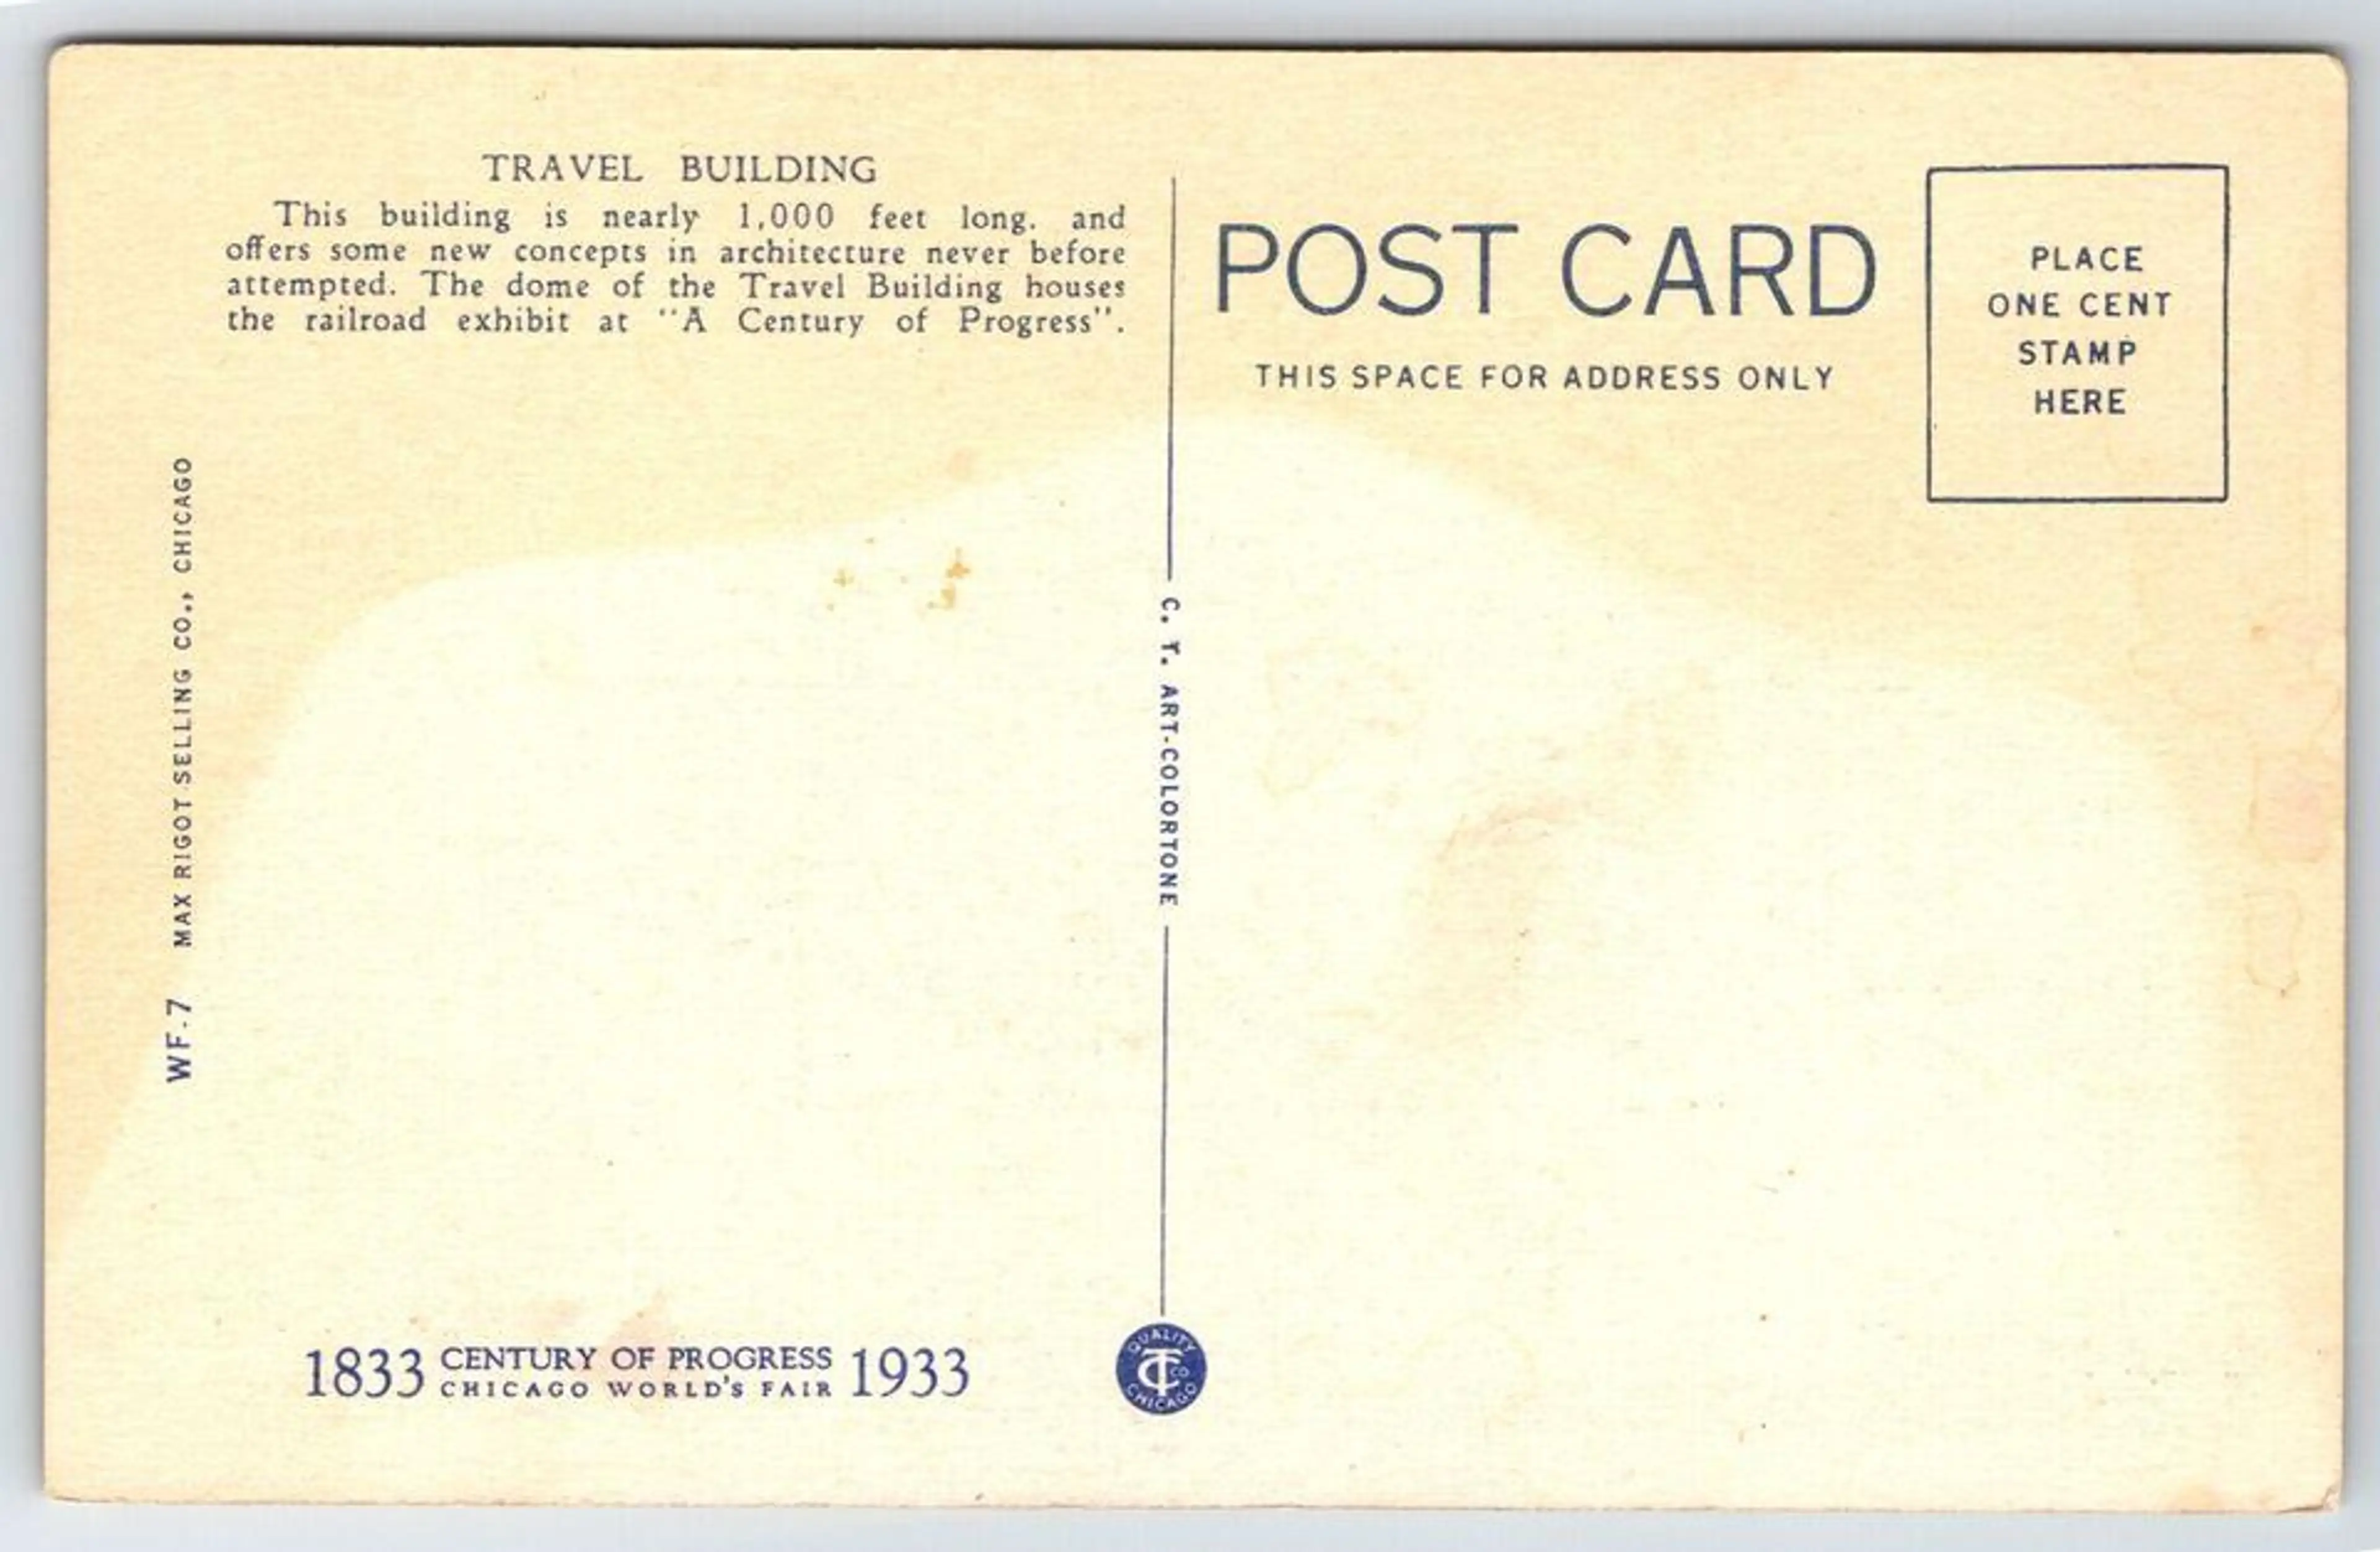 TRAVEL BUILDING
This building is nearly 1,000 feet long. and
offers some new concepts in architecture never before
attempted. The dome of the Travel Building houses
the railroad exhibit at "A Century of Progress".
POST CARD
THIS SPACE FOR ADDRESS ONLY
PLACE
ONE CENT
STAMP
HERE
WF-7 MAX RIGOT SELLING CO., CHICAGO
C. T. ART-COLORTONE
1833 CENTURY OF PROGRESS 1933
CHICAGO WORLD'S FAIR
QUALITY
CT CO
CHICAGO